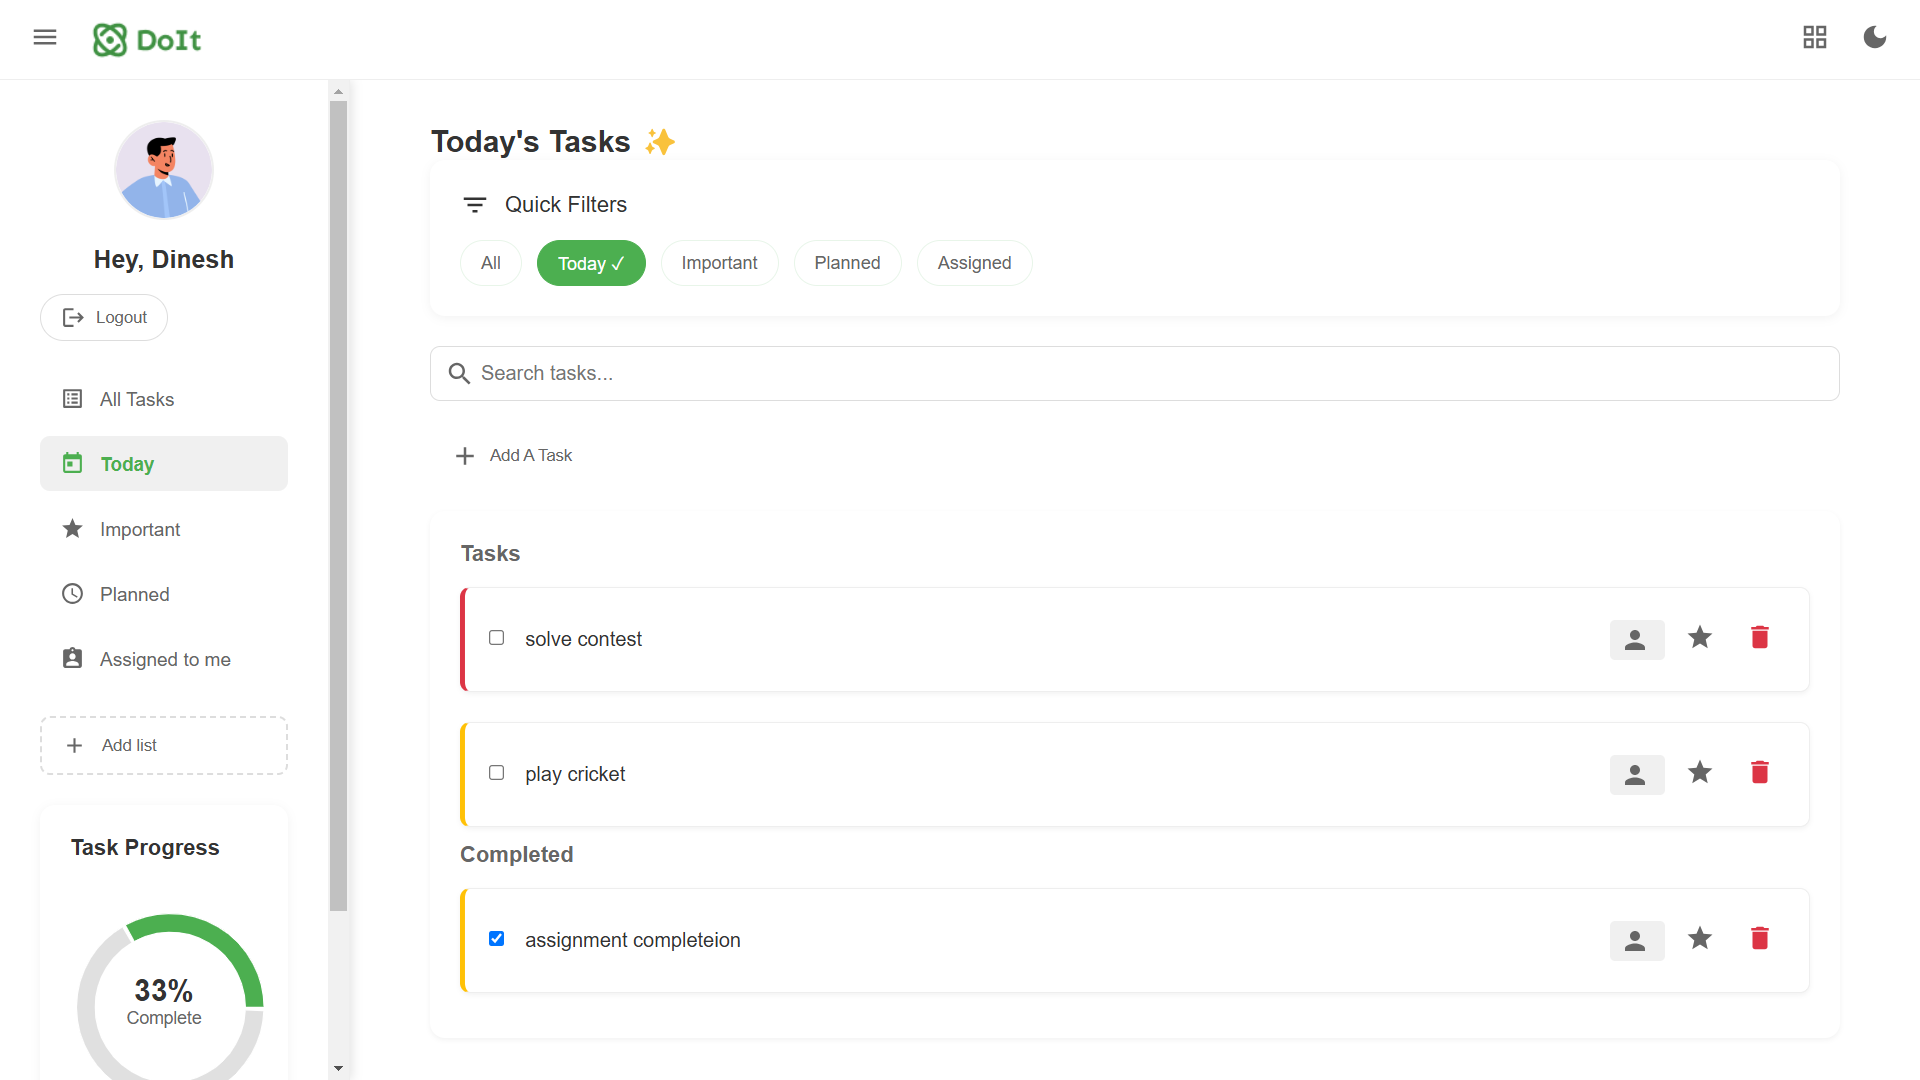 DoIt
Hey, Dinesh
Logout
All Tasks
Today
Important
Planned
Assigned to me
Add list
Task Progress
33%
Complete
Today's Tasks ✨
Quick Filters
All
Today ✓
Important
Planned
Assigned
Search tasks...
Add A Task
Tasks
solve contest
play cricket
Completed
assignment completeion